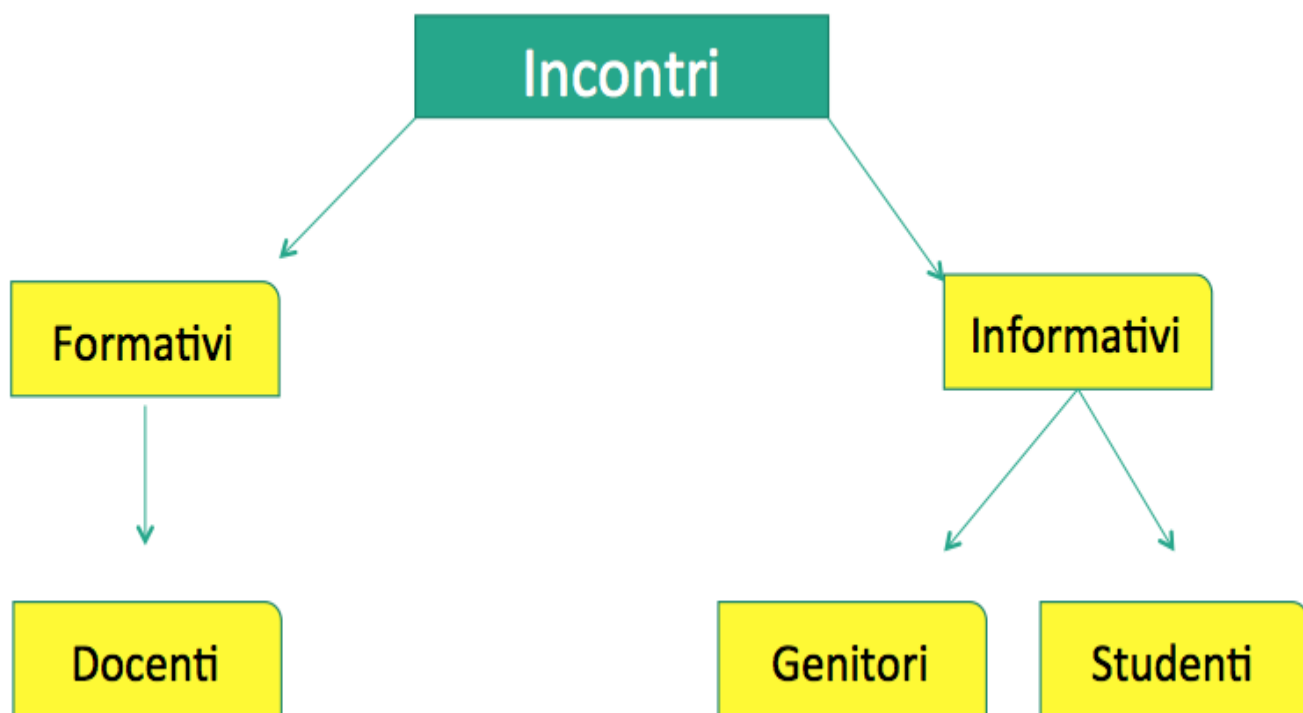 Incontri
Formativi
Informativi
Docenti
Genitori
Studenti